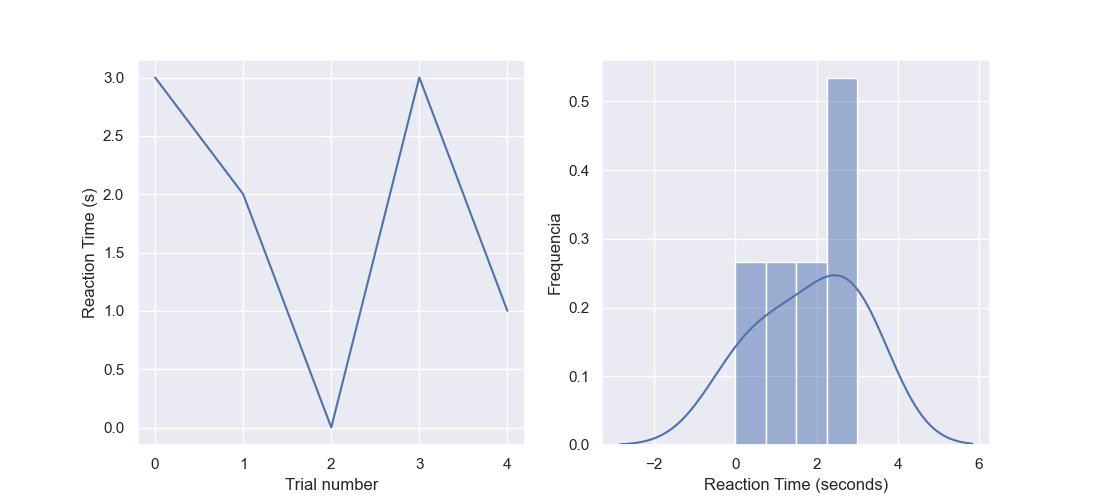 3.0
2.5
2.0
1.5
1.0
0.5
0.0
Reaction Time (s)
0 1 2 3 4
Trial number
0.5
0.4
0.3
0.2
0.1
0.0
Frequencia
−2 0 2 4 6
Reaction Time (seconds)